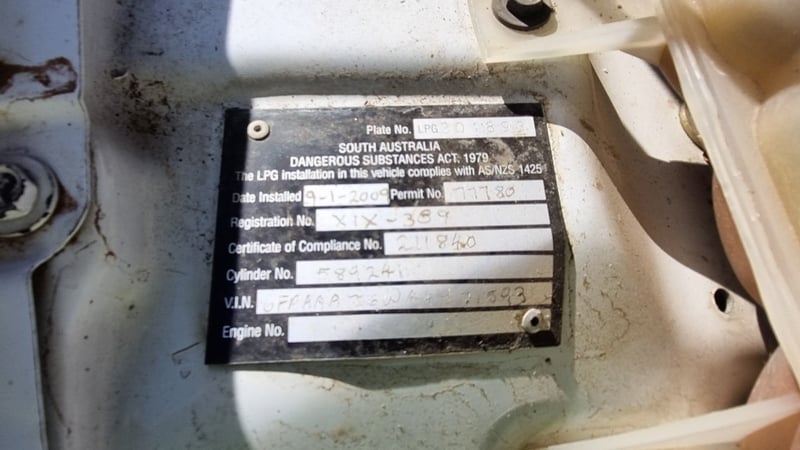 Plate No. LPG
SOUTH AUSTRALIA
DANGEROUS SUBSTANCES ACT, 1979
The LPG installation in this vehicle complies with AS/NZS 1425
Date Installed 9-1-2009 Permit No. 77780
Registration No. XIX-389
Certificate of Compliance No. 211840
Cylinder No.
V.I.N.
Engine No.